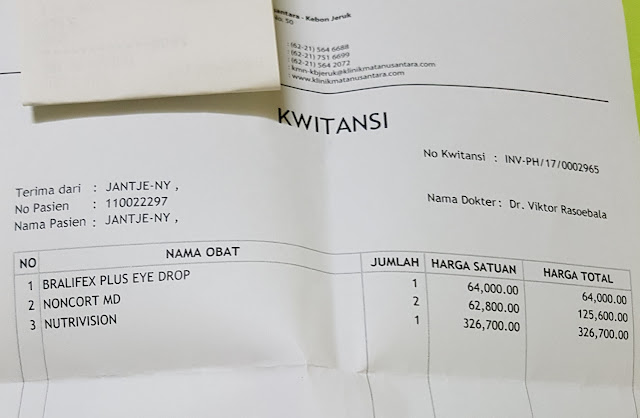 antara - Kebon Jeruk
50
: (62-21) 564 6688
: (62-21) 751 6699
: (62-21) 564 2072
: kmn-kbjeruk@klinikmatanusantara.com
: www.klinikmatanusantara.com
KWITANSI
No Kwitansi : INV-PH/17/0002965
Terima dari : JANTJE-NY ,
No Pasien : 110022297
Nama Pasien : JANTJE-NY ,
Nama Dokter : Dr. Viktor Rasoebala
NO NAMA OBAT JUMLAH HARGA SATUAN HARGA TOTAL
1 BRALIFEX PLUS EYE DROP 1 64,000.00 64,000.00
2 NONCORT MD 2 62,800.00 125,600.00
3 NUTRIVISION 1 326,700.00 326,700.00